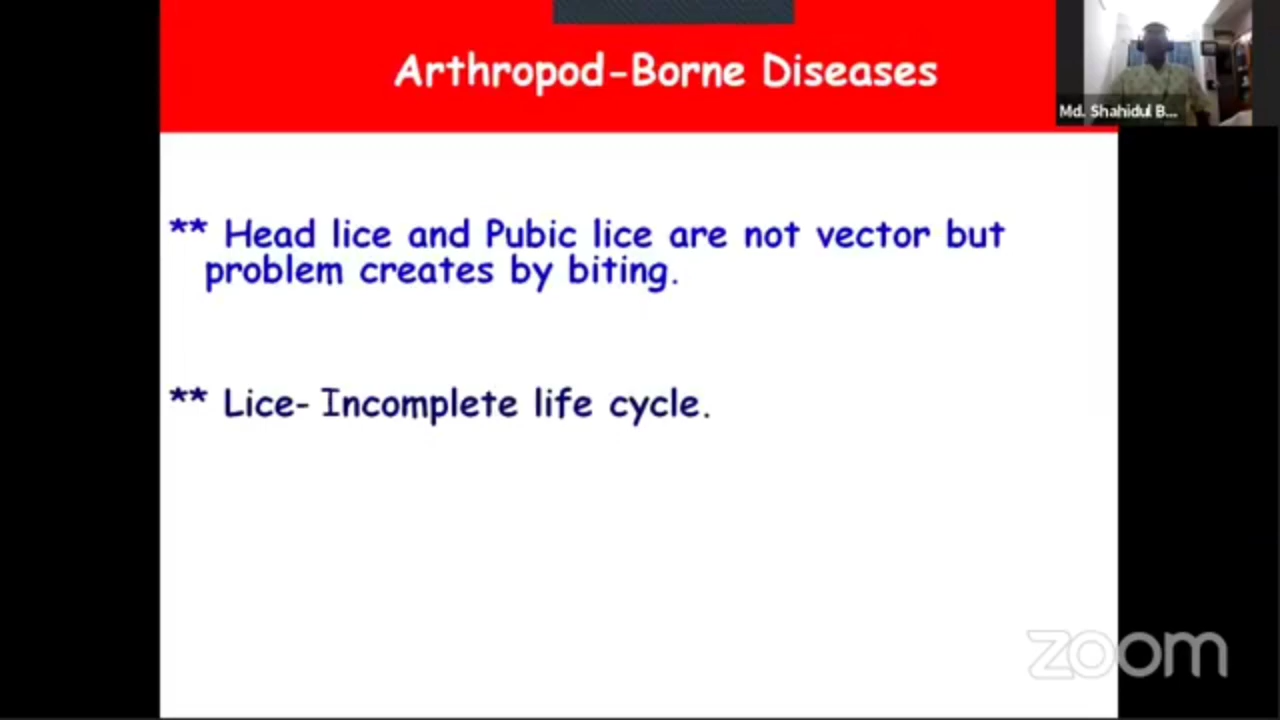 Arthropod-Borne Diseases
Md. Shahidul B...
** Head lice and Pubic lice are not vector but
problem creates by biting.
** Lice- Incomplete life cycle.
zoom